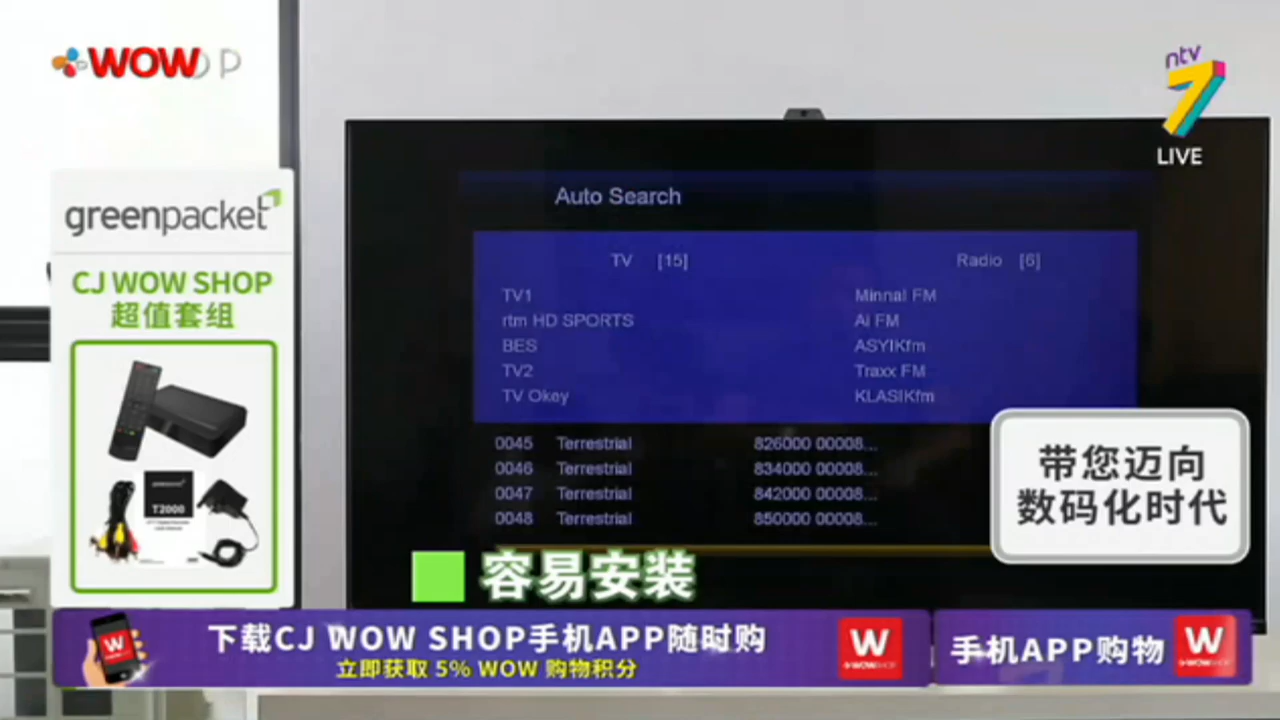 WOW
P
ntv
7
LIVE
greenpacket
CJ WOW SHOP
超值套组
greenpacket
T2000
Auto Search
TV [15]
Radio [6]
TV1
Minnal FM
rtm HD SPORTS
Ai FM
BES
ASYIKfm
TV2
Traxx FM
TV Okey
KLASIKfm
0045 Terrestrial 826000 00008...
0046 Terrestrial 834000 00008...
0047 Terrestrial 842000 00008...
0048 Terrestrial 850000 00008...
带您迈向
数码化时代
容易安装
W
下载CJ WOW SHOP手机APP随时购
立即获取 5% WOW 购物积分
W
WOWSHOP
手机APP购物
W
WOWSHOP